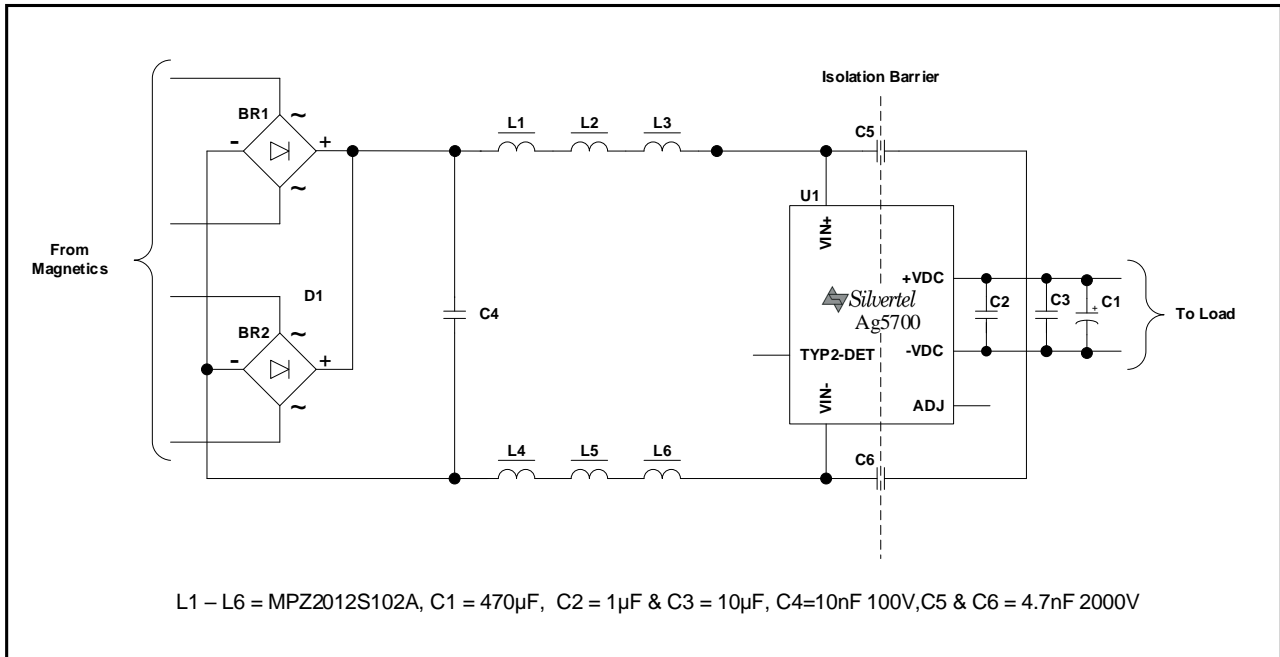 Isolation Barrier
BR1
~
L1
L2
L3
C5
-
+
~
U1
VIN+
From
Magnetics
+VDC
D1
C4
Silvertel
Ag5700
C2
C3
+
C1
To Load
BR2
~
TYP2-DET
-VDC
-
+
VIN-
~
ADJ
L4
L5
L6
C6
L1 – L6 = MPZ2012S102A, C1 = 470µF, C2 = 1µF & C3 = 10µF, C4=10nF 100V,C5 & C6 = 4.7nF 2000V